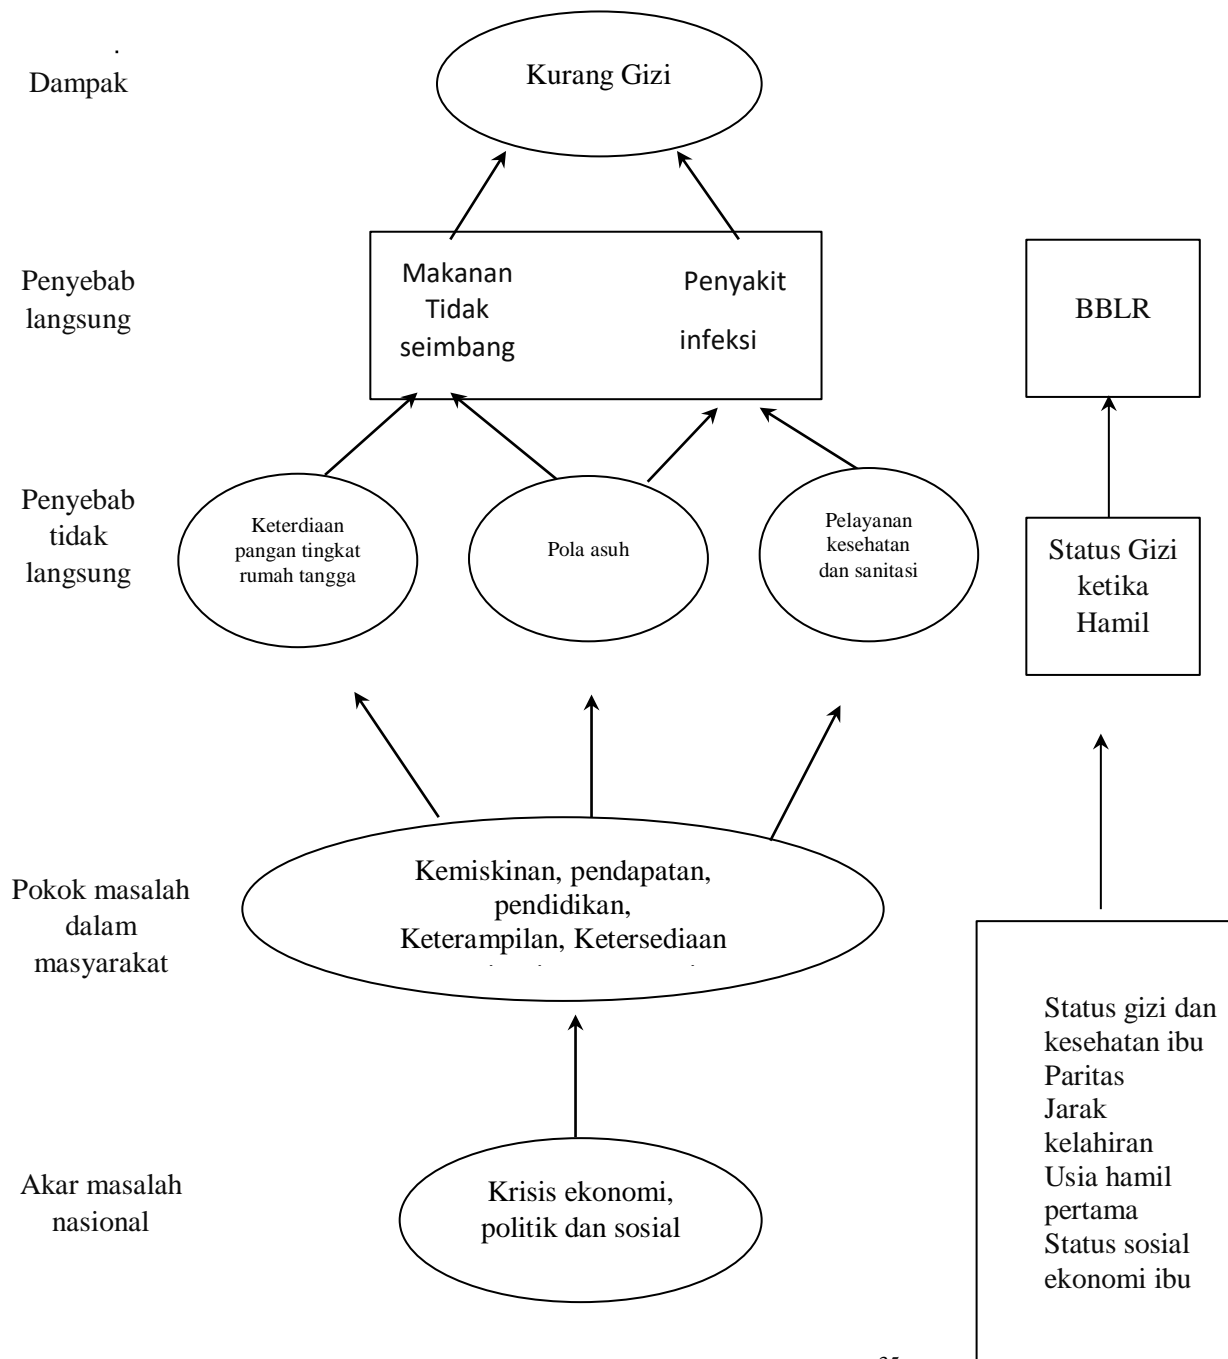 .
Dampak
Kurang Gizi
Penyebab
langsung
Makanan
Tidak
seimbang
Penyakit
infeksi
BBLR
Penyebab
tidak
langsung
Keterdiaan
pangan tingkat
rumah tangga
Pola asuh
Pelayanan
kesehatan
dan sanitasi
Status Gizi
ketika
Hamil
Pokok masalah
dalam
masyarakat
Kemiskinan, pendapatan,
pendidikan,
Keterampilan, Ketersediaan
Status gizi dan
kesehatan ibu
Paritas
Jarak
kelahiran
Usia hamil
pertama
Status sosial
ekonomi ibu
Akar masalah
nasional
Krisis ekonomi,
politik dan sosial